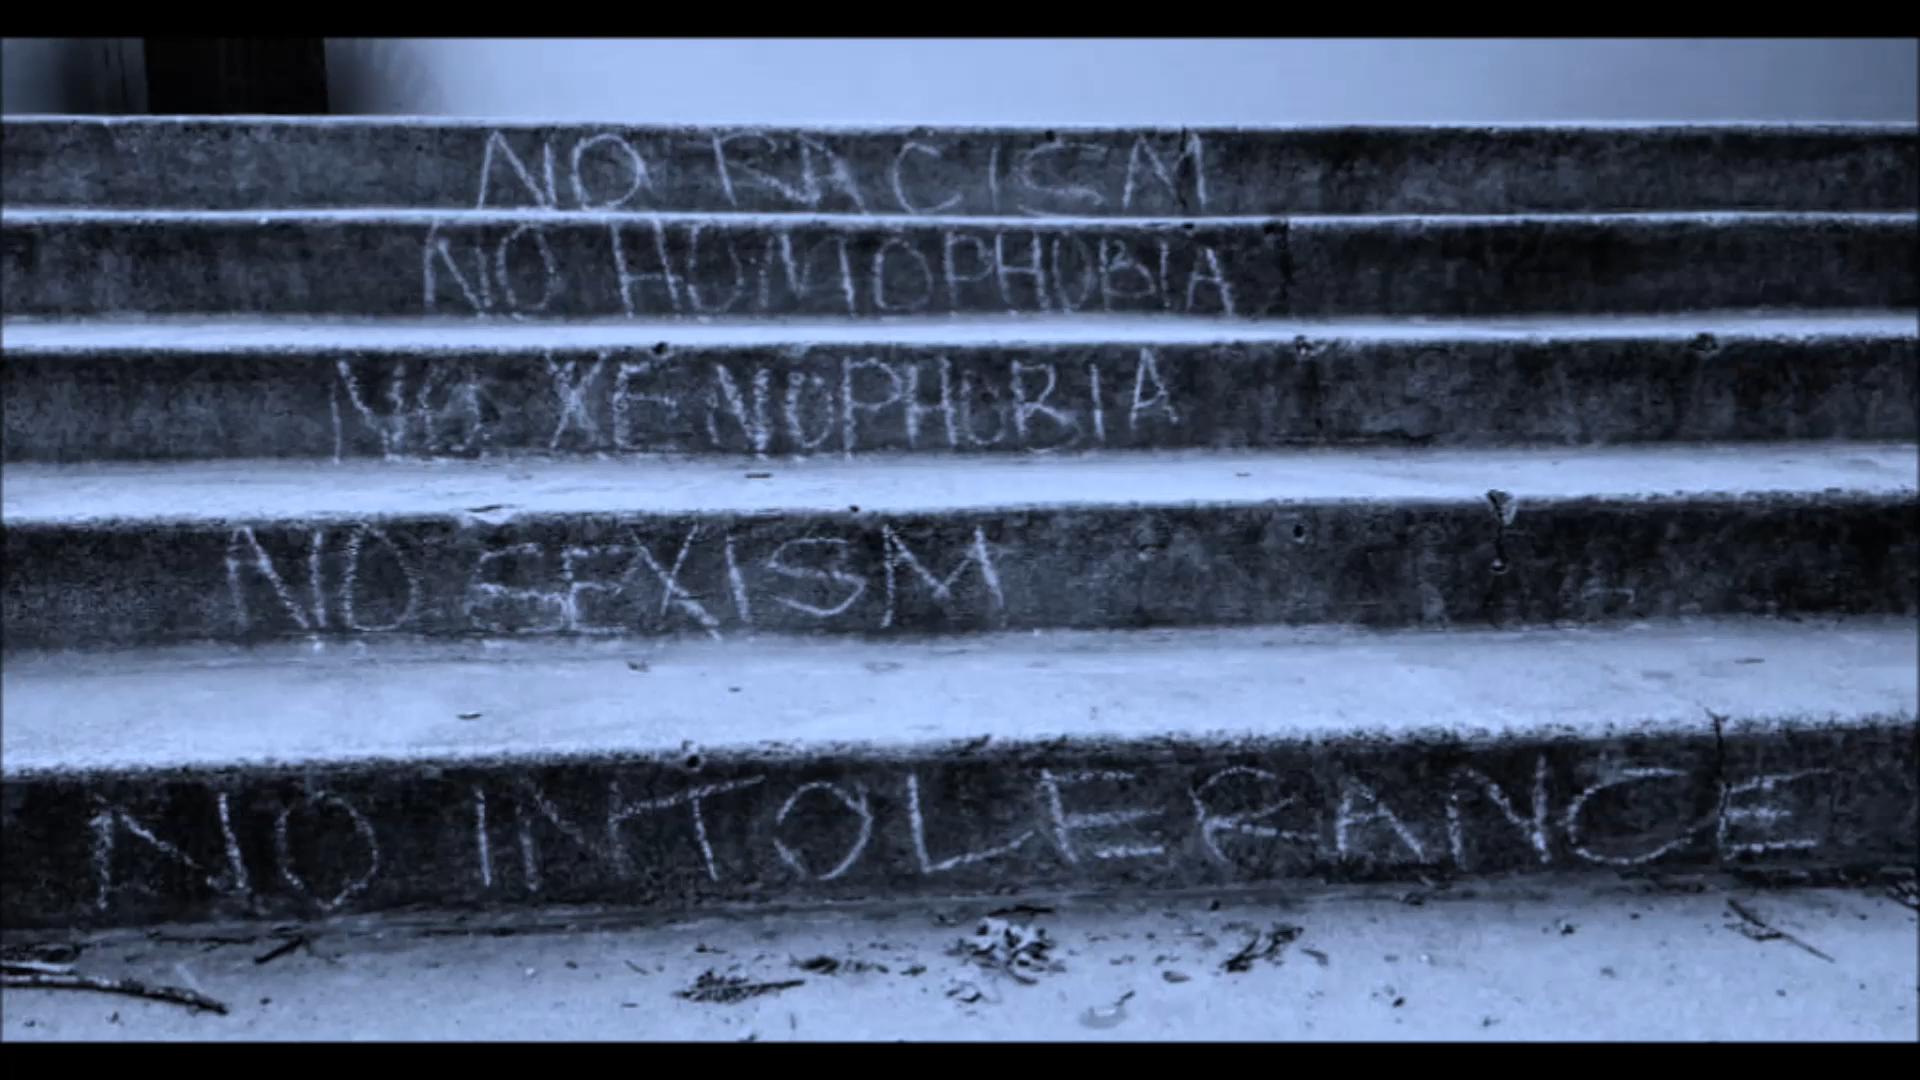 NO RACISM
NO HOMOPHOBIA
NO XENOPHOBIA
NO SEXISM
NO INTOLERANCE